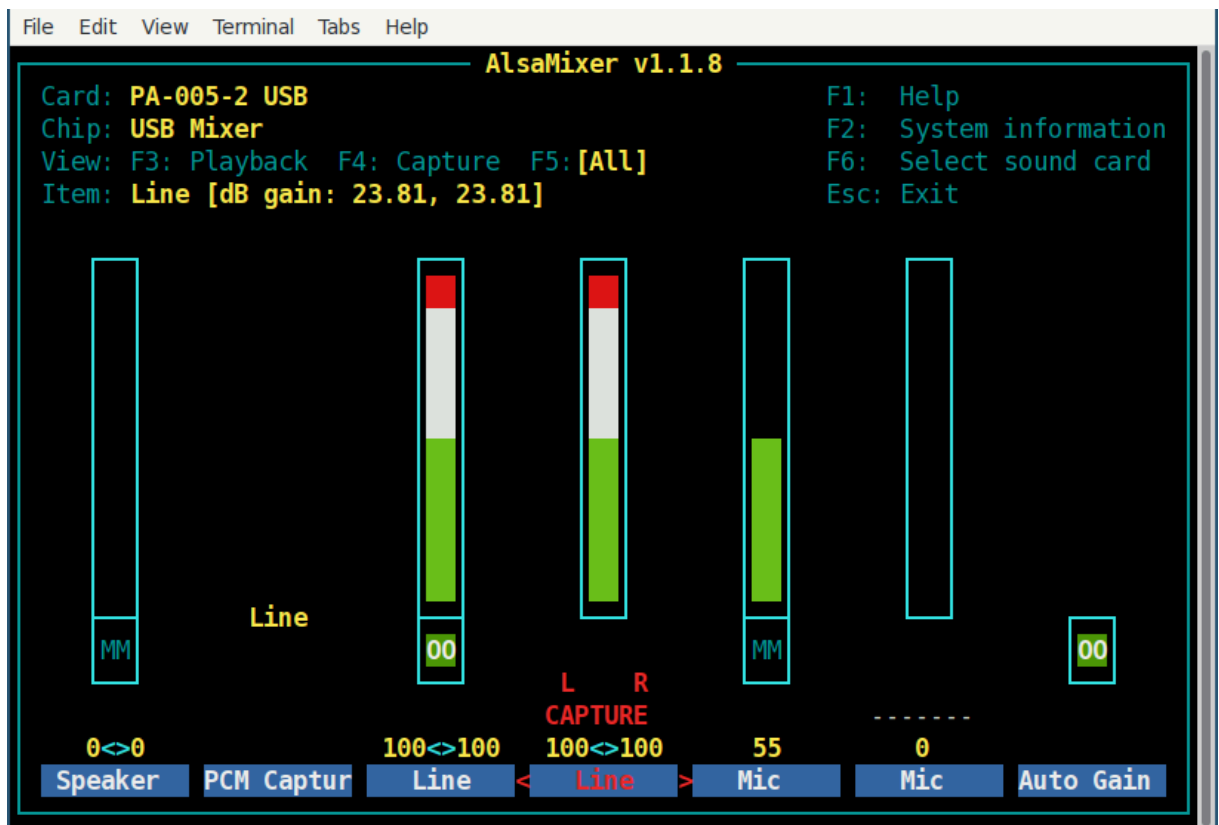 File Edit View Terminal Tabs Help
AlsaMixer v1.1.8
Card: PA-005-2 USB F1: Help
Chip: USB Mixer F2: System information
View: F3: Playback F4: Capture F5:[All] F6: Select sound card
Item: Line [dB gain: 23.81, 23.81] Esc: Exit
Line
MM OO MM OO
L R
CAPTURE -------
0<>0 100<>100 100<>100 55 0
Speaker PCM Captur Line < Line > Mic Mic Auto Gain